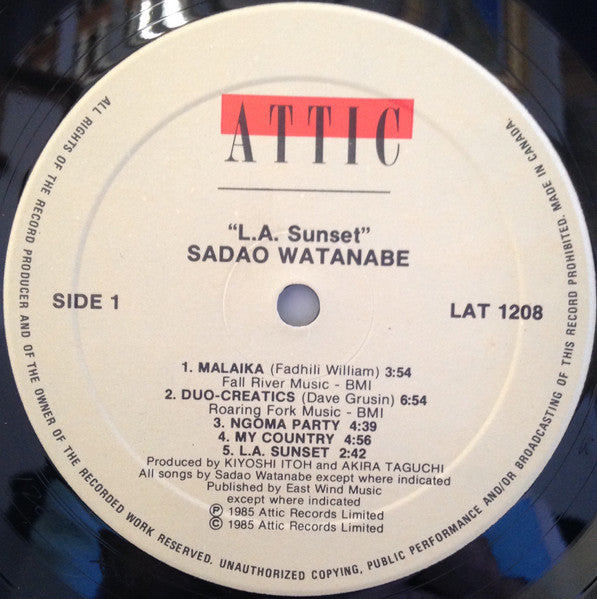 ATTIC
"L.A. Sunset"
SADAO WATANABE
SIDE 1
LAT 1208
1. MALAIKA (Fadhili William) 3:54
Fall River Music - BMI
2. DUO-CREATICS (Dave Grusin) 6:54
Roaring Fork Music - BMI
3. NGOMA PARTY 4:39
4. MY COUNTRY 4:56
5. L.A. SUNSET 2:42
Produced by KIYOSHI ITOH and AKIRA TAGUCHI
All songs by Sadao Watanabe except where indicated
Published by East Wind Music
except where indicated
℗ 1985 Attic Records Limited
© 1985 Attic Records Limited
ALL RIGHTS OF THE RECORD PRODUCER AND OF THE OWNER OF THE RECORDED WORK RESERVED. UNAUTHORIZED COPYING, PUBLIC PERFORMANCE AND/OR BROADCASTING OF THIS RECORD PROHIBITED. MADE IN CANADA.